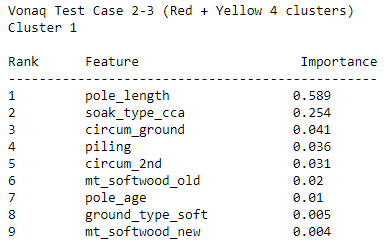 Vonaq Test Case 2-3 (Red + Yellow 4 clusters)
Cluster 1
Rank Feature Importance
------------------------------------------------
1 pole_length 0.589
2 soak_type_cca 0.254
3 circum_ground 0.041
4 piling 0.036
5 circum_2nd 0.031
6 mt_softwood_old 0.02
7 pole_age 0.01
8 ground_type_soft 0.005
9 mt_softwood_new 0.004